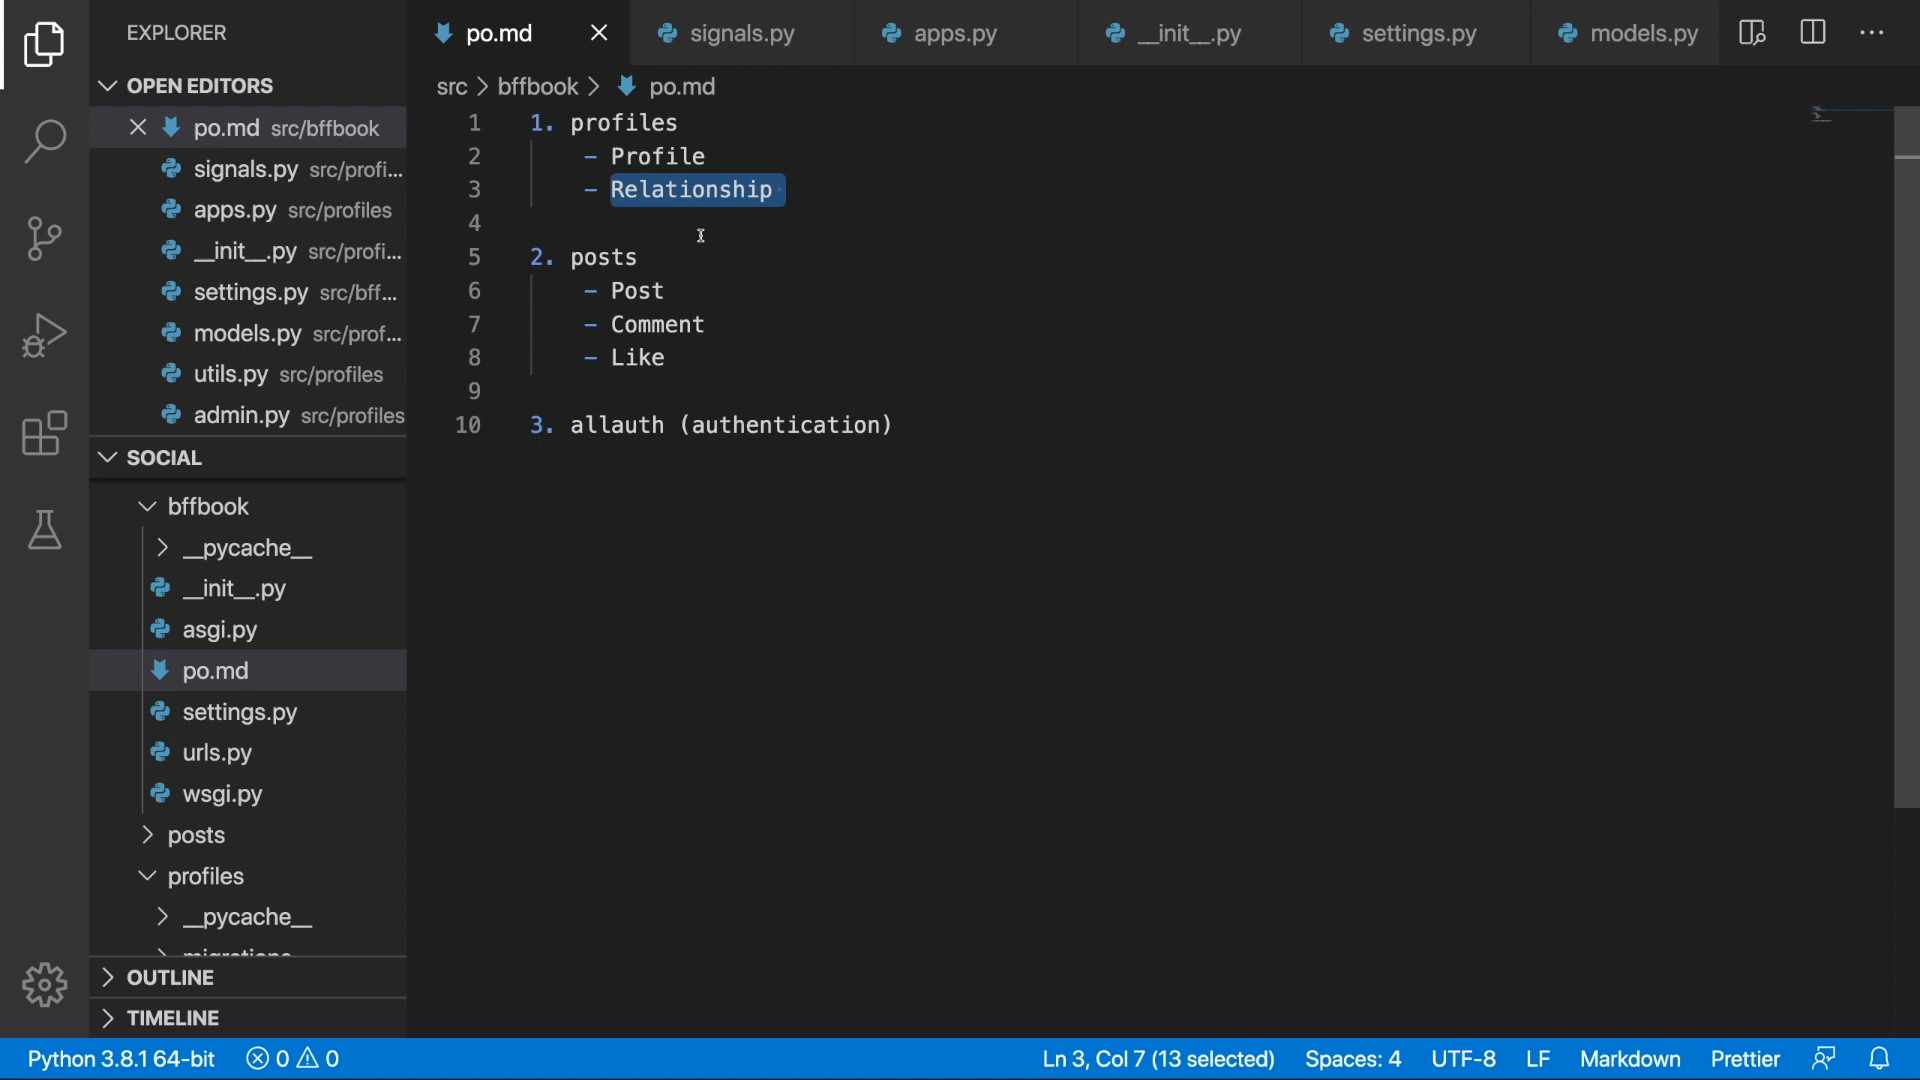 EXPLORER
OPEN EDITORS
po.md src/bffbook
signals.py src/profi...
apps.py src/profiles
__init__.py src/profi...
settings.py src/bff...
models.py src/prof...
utils.py src/profiles
admin.py src/profiles
SOCIAL
bffbook
__pycache__
__init__.py
asgi.py
po.md
settings.py
urls.py
wsgi.py
posts
profiles
__pycache__
migrations
OUTLINE
TIMELINE
po.md signals.py apps.py __init__.py settings.py models.py
src > bffbook > po.md
1 1. profiles
2 - Profile
3 - Relationship
4
5 2. posts
6 - Post
7 - Comment
8 - Like
9
10 3. allauth (authentication)
Python 3.8.1 64-bit 0 0 Ln 3, Col 7 (13 selected) Spaces: 4 UTF-8 LF Markdown Prettier